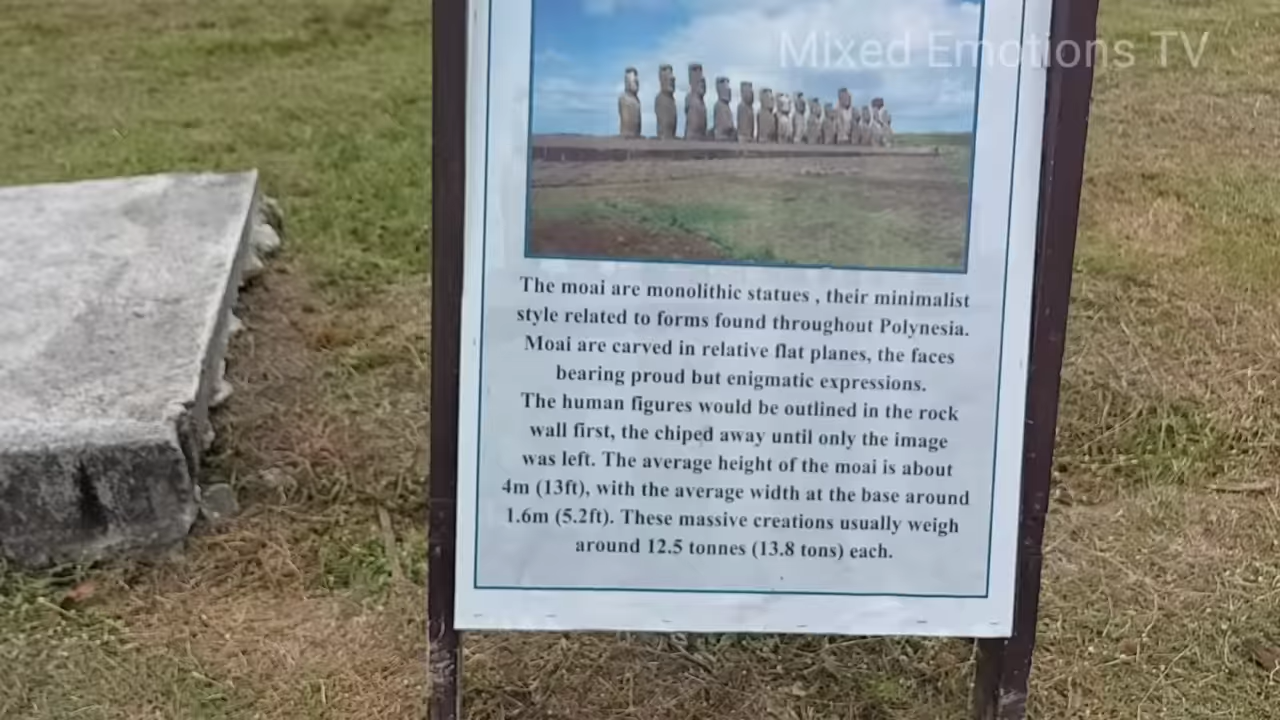 Mixed Emotions TV
The moai are monolithic statues , their minimalist
style related to forms found throughout Polynesia.
Moai are carved in relative flat planes, the faces
bearing proud but enigmatic expressions.
The human figures would be outlined in the rock
wall first, the chiped away until only the image
was left. The average height of the moai is about
4m (13ft), with the average width at the base around
1.6m (5.2ft). These massive creations usually weigh
around 12.5 tonnes (13.8 tons) each.